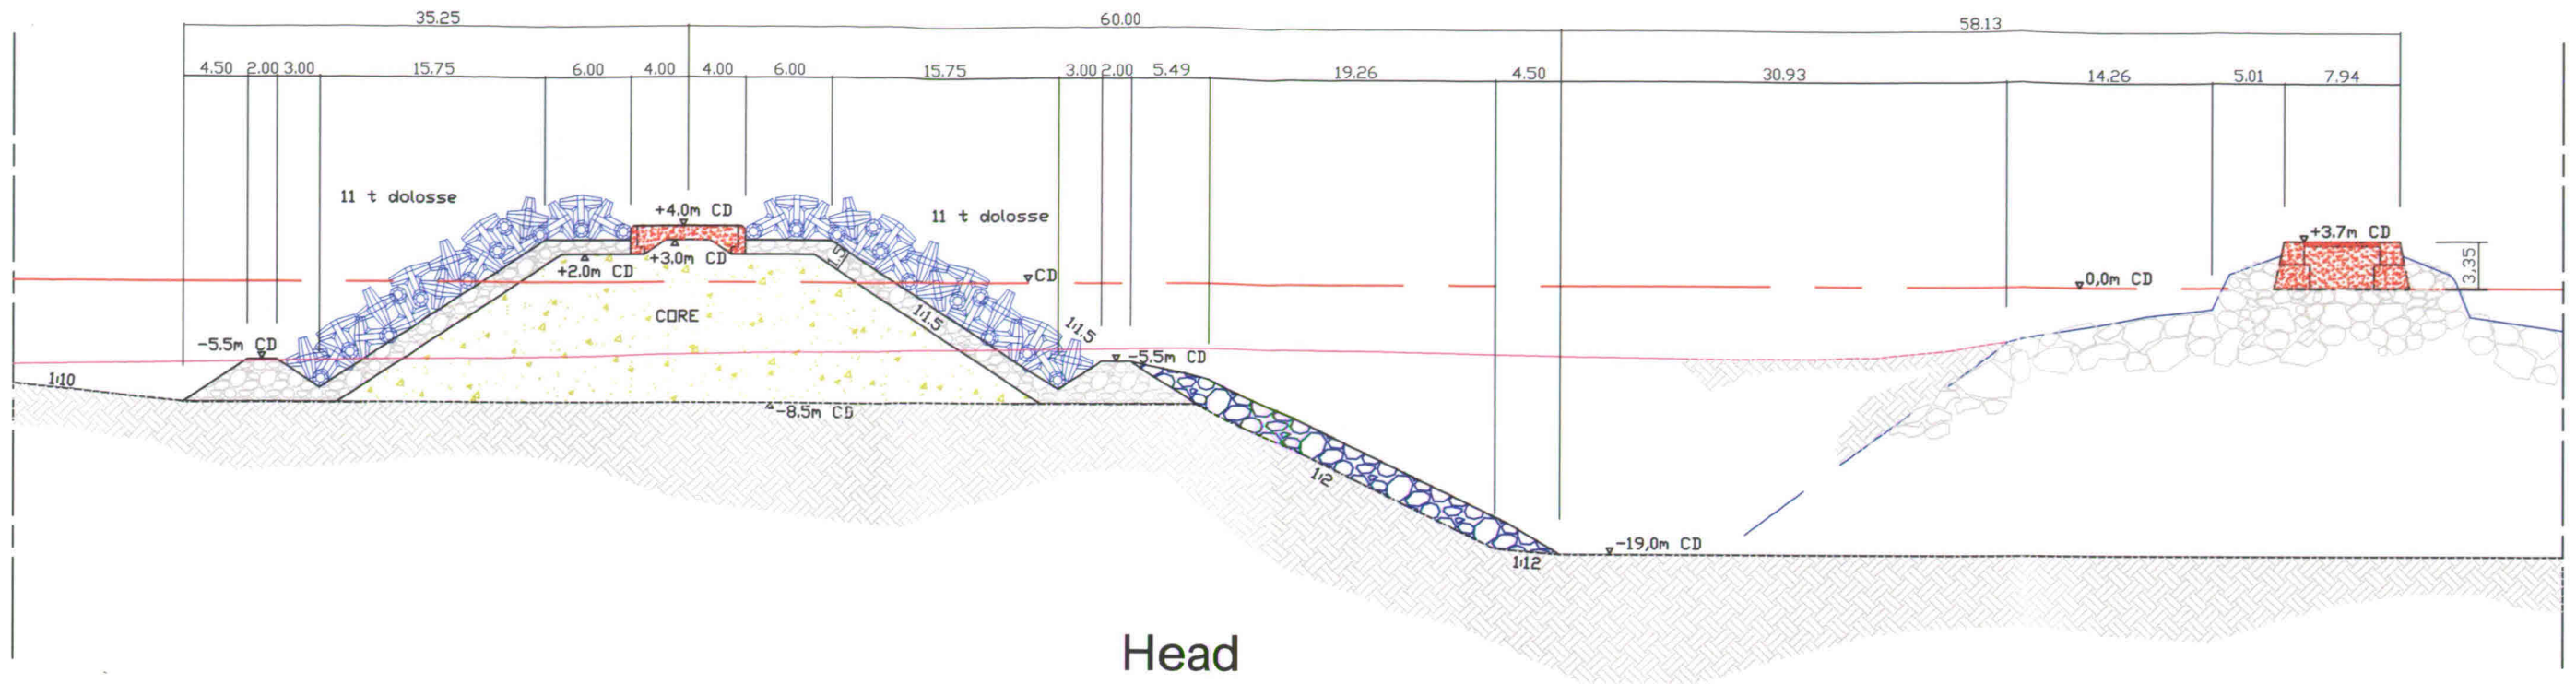 35.25 60.00 58.13
4.50 2.00 3.00 15.75 6.00 4.00 4.00 6.00 15.75 3.00 2.00 5.49 19.26 4.50 30.93 14.26 5.01 7.94
11 t dolosse
+4.0m CD
11 t dolosse
+3.7m CD
1.5
+3.0m CD
+2.0m CD
CD
0,0m CD
3,35
CORE
1:1.5
1:1.5
-5.5m CD
-5.5m CD
1:10
-8.5m CD
1:2
-19,0m CD
1:12
Head